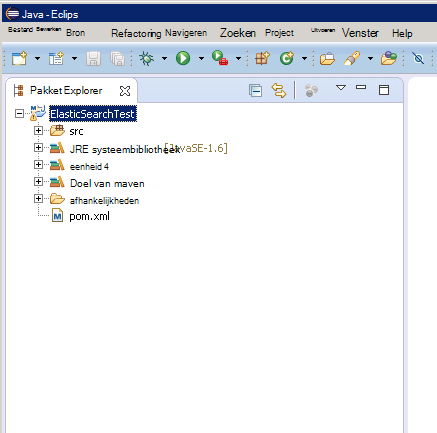 Java - Eclips
Bestand Bewerken Bron Refactoring Navigeren Zoeken Project Uitvoeren Venster Help
Pakket Explorer
ElasticSearchTest
src
JRE systeembibliotheek [JavaSE-1.6]
eenheid 4
Doel van maven
afhankelijkheden
pom.xml